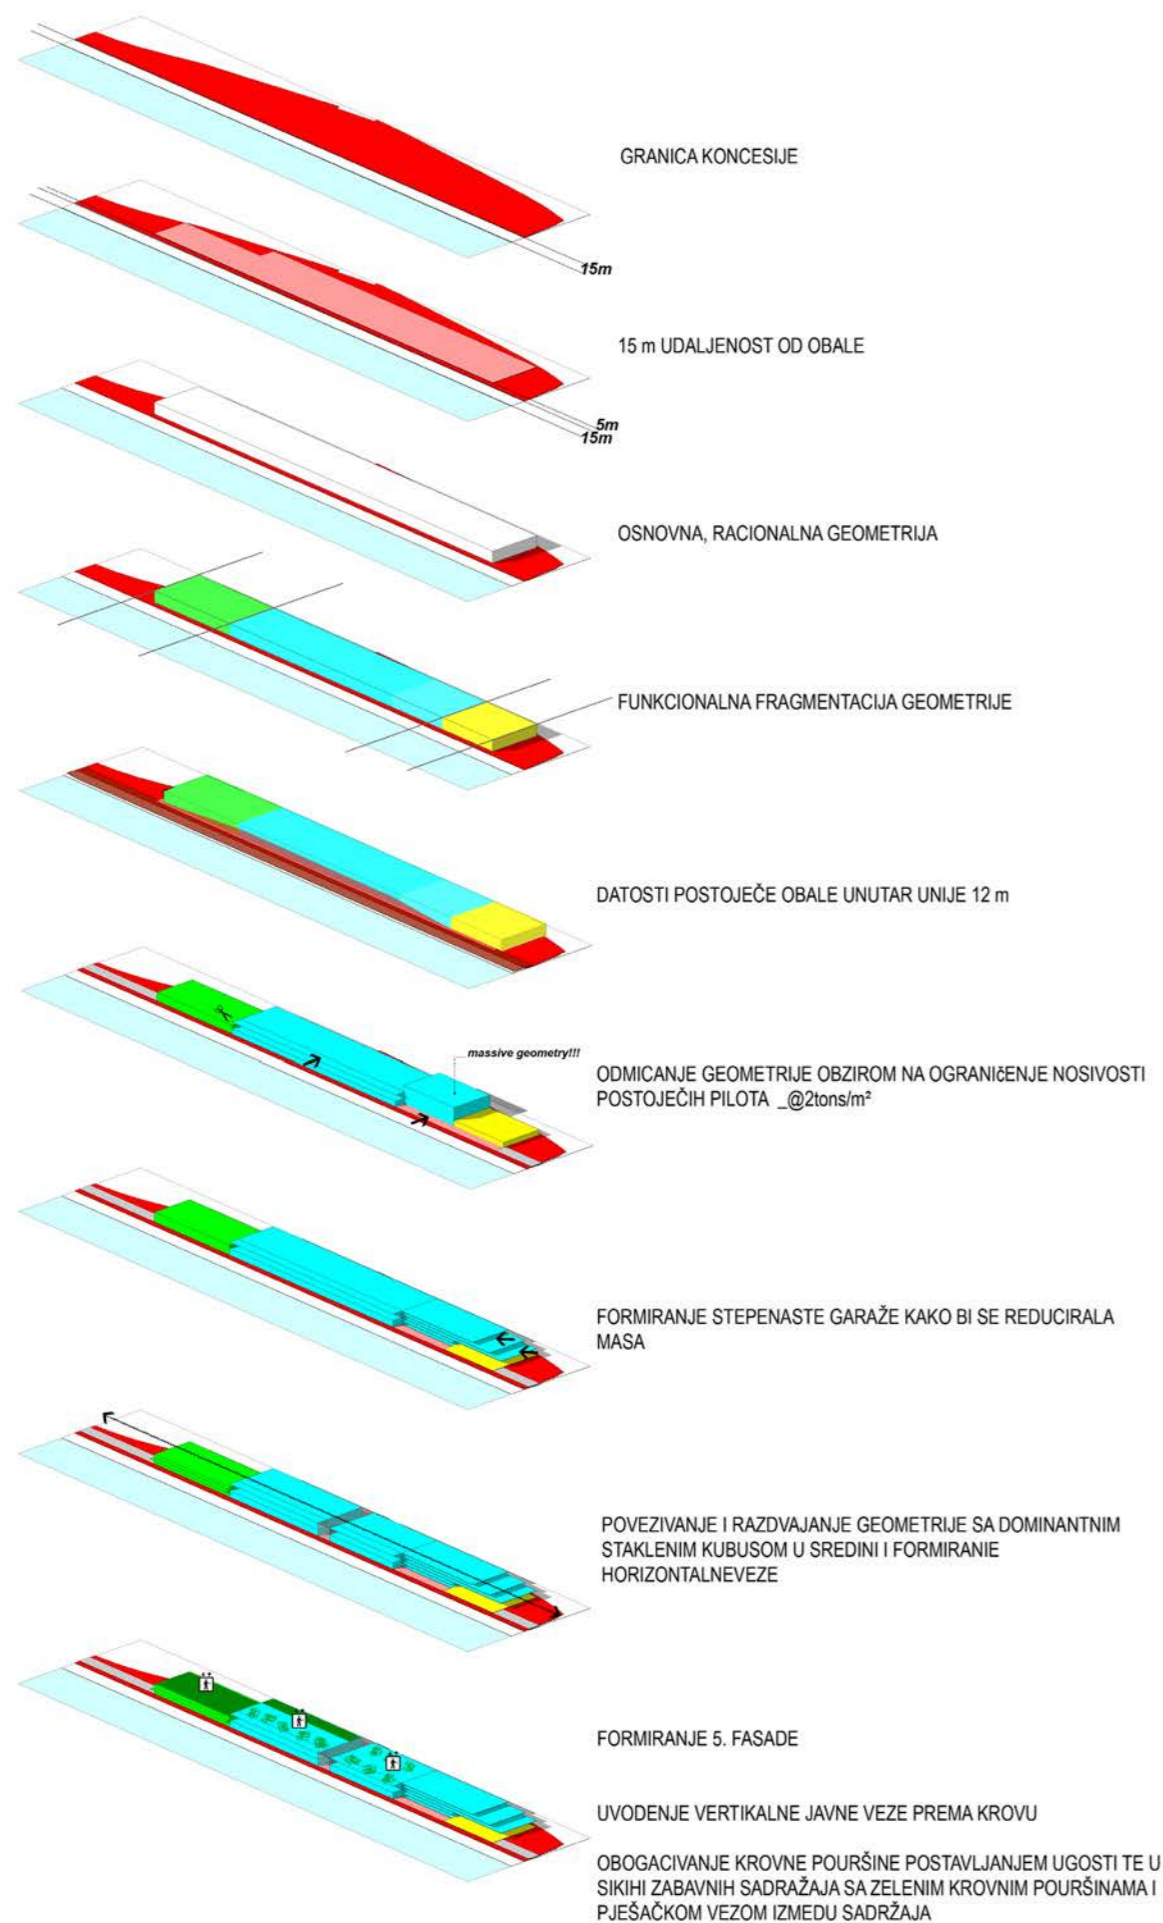 GRANICA KONCESIJE
15m
15 m UDALJENOST OD OBALE
5m
15m
OSNOVNA, RACIONALNA GEOMETRIJA
FUNKCIONALNA FRAGMENTACIJA GEOMETRIJE
DATOSTI POSTOJEČE OBALE UNUTAR UNIJE 12 m
massive geometry!!!
ODMICANJE GEOMETRIJE OBZIROM NA OGRANIčENJE NOSIVOSTI
POSTOJEČIH PILOTA _@2tons/m²
FORMIRANJE STEPENASTE GARAŽE KAKO BI SE REDUCIRALA
MASA
POVEZIVANJE I RAZDVAJANJE GEOMETRIJE SA DOMINANTNIM
STAKLENIM KUBUSOM U SREDINI I FORMIRANIE
HORIZONTALNEVEZE
FORMIRANJE 5. FASADE
UVODENJE VERTIKALNE JAVNE VEZE PREMA KROVU
OBOGACIVANJE KROVNE POURŠINE POSTAVLJANJEM UGOSTI TE U
SIKIHI ZABAVNIH SADRAŽAJA SA ZELENIM KROVNIM POURŠINAMA I
PJEŠAČKOM VEZOM IZMEDU SADRŽAJA